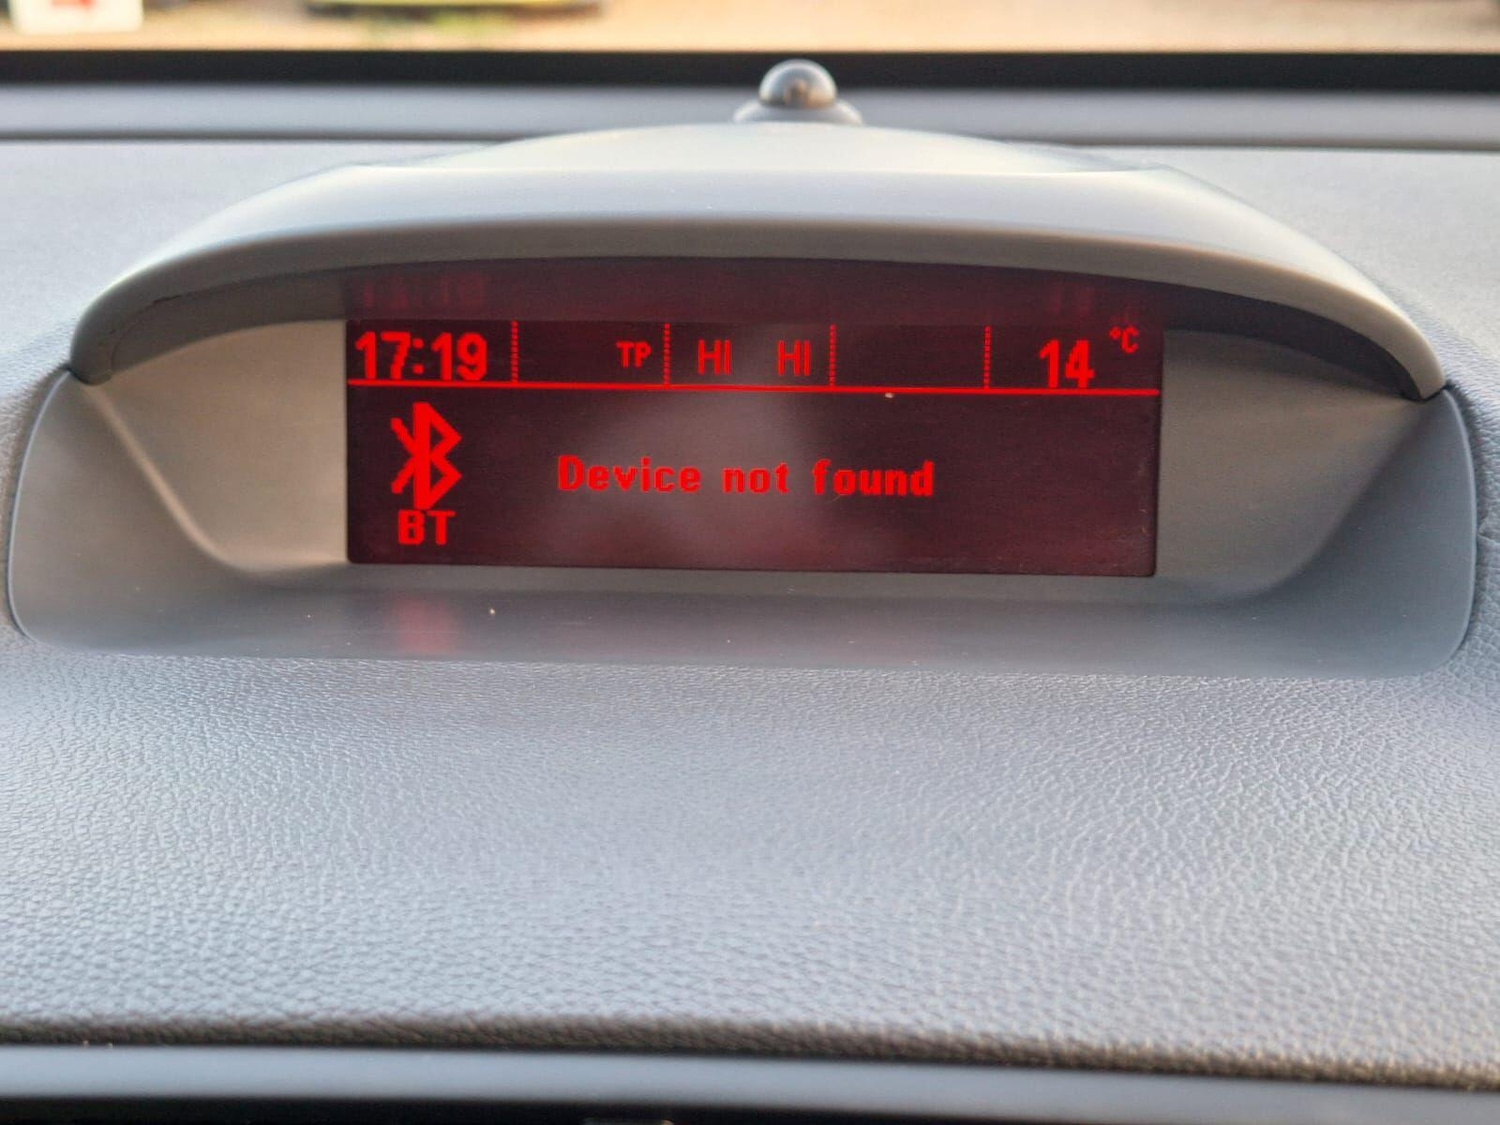 17:19 TP HI HI 14 °C
Device not found
BT